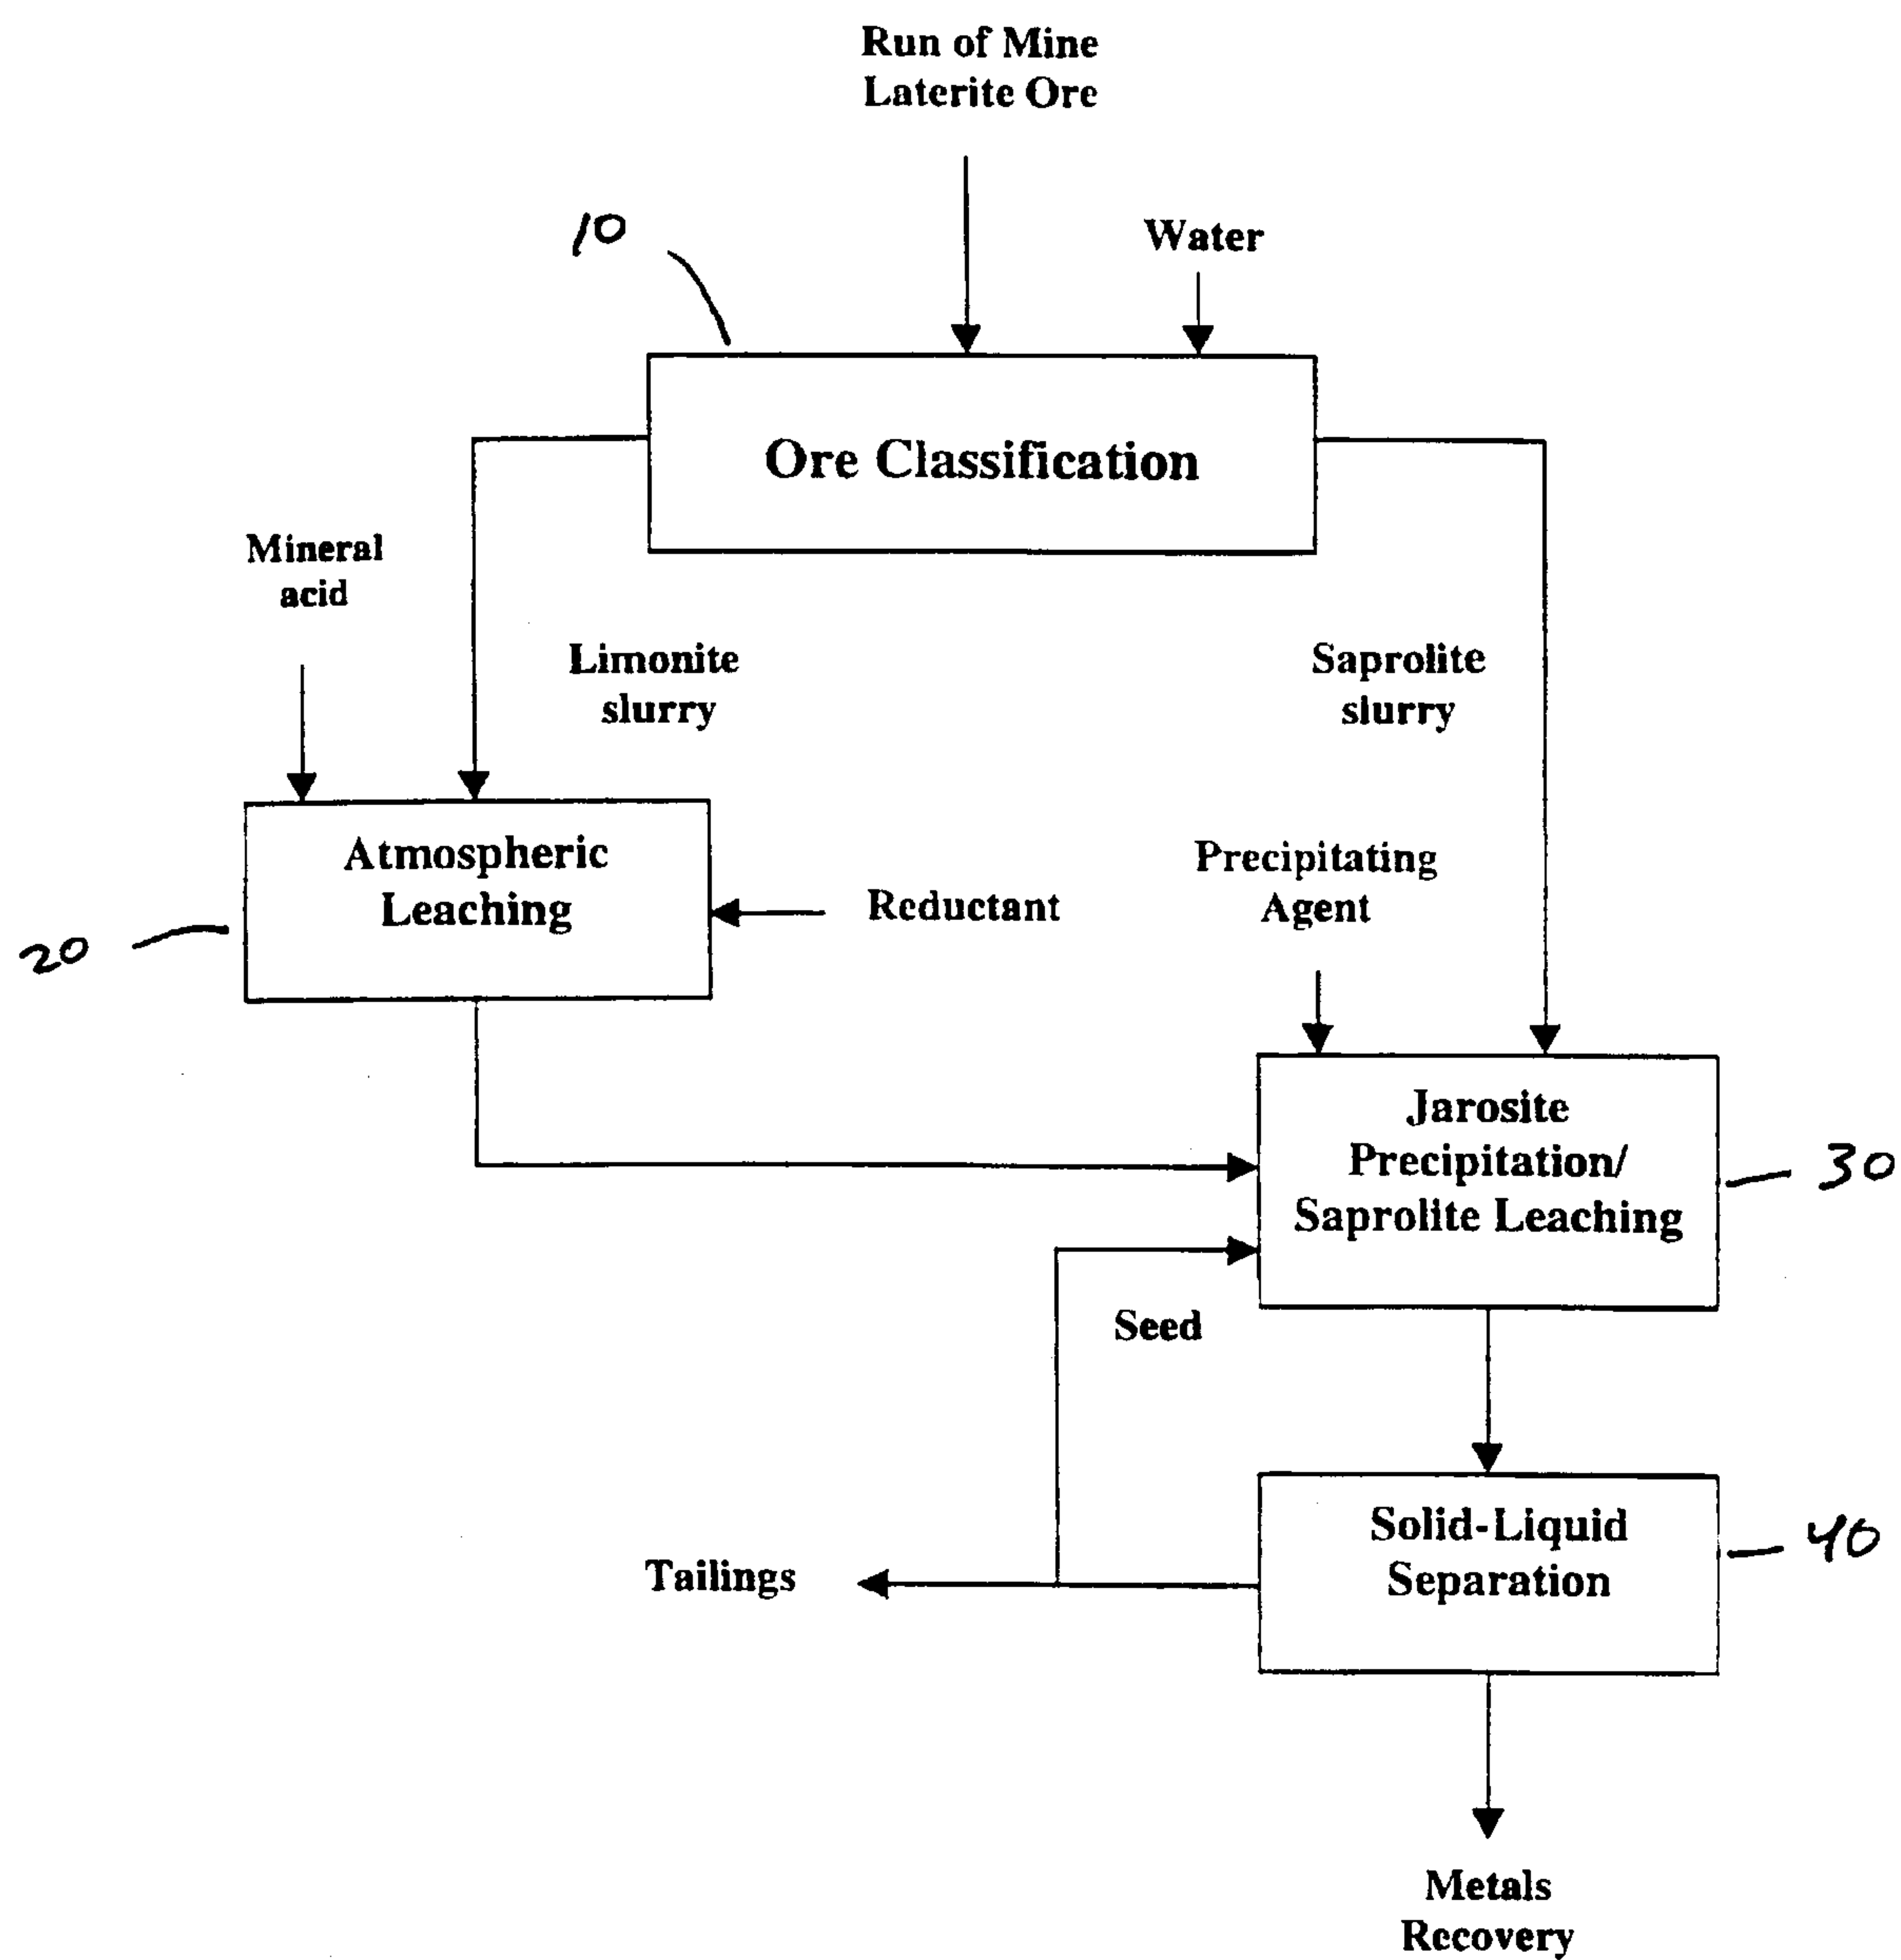 Run of Mine
Laterite Ore
10
Water
Ore Classification
Mineral
acid
Limonite
slurry
Saprolite
slurry
Atmospheric
Leaching
Reductant
Precipitating
Agent
20
Jarosite
Precipitation/
Saprolite Leaching
30
Seed
Solid-Liquid
Separation
40
Tailings
Metals
Recovery